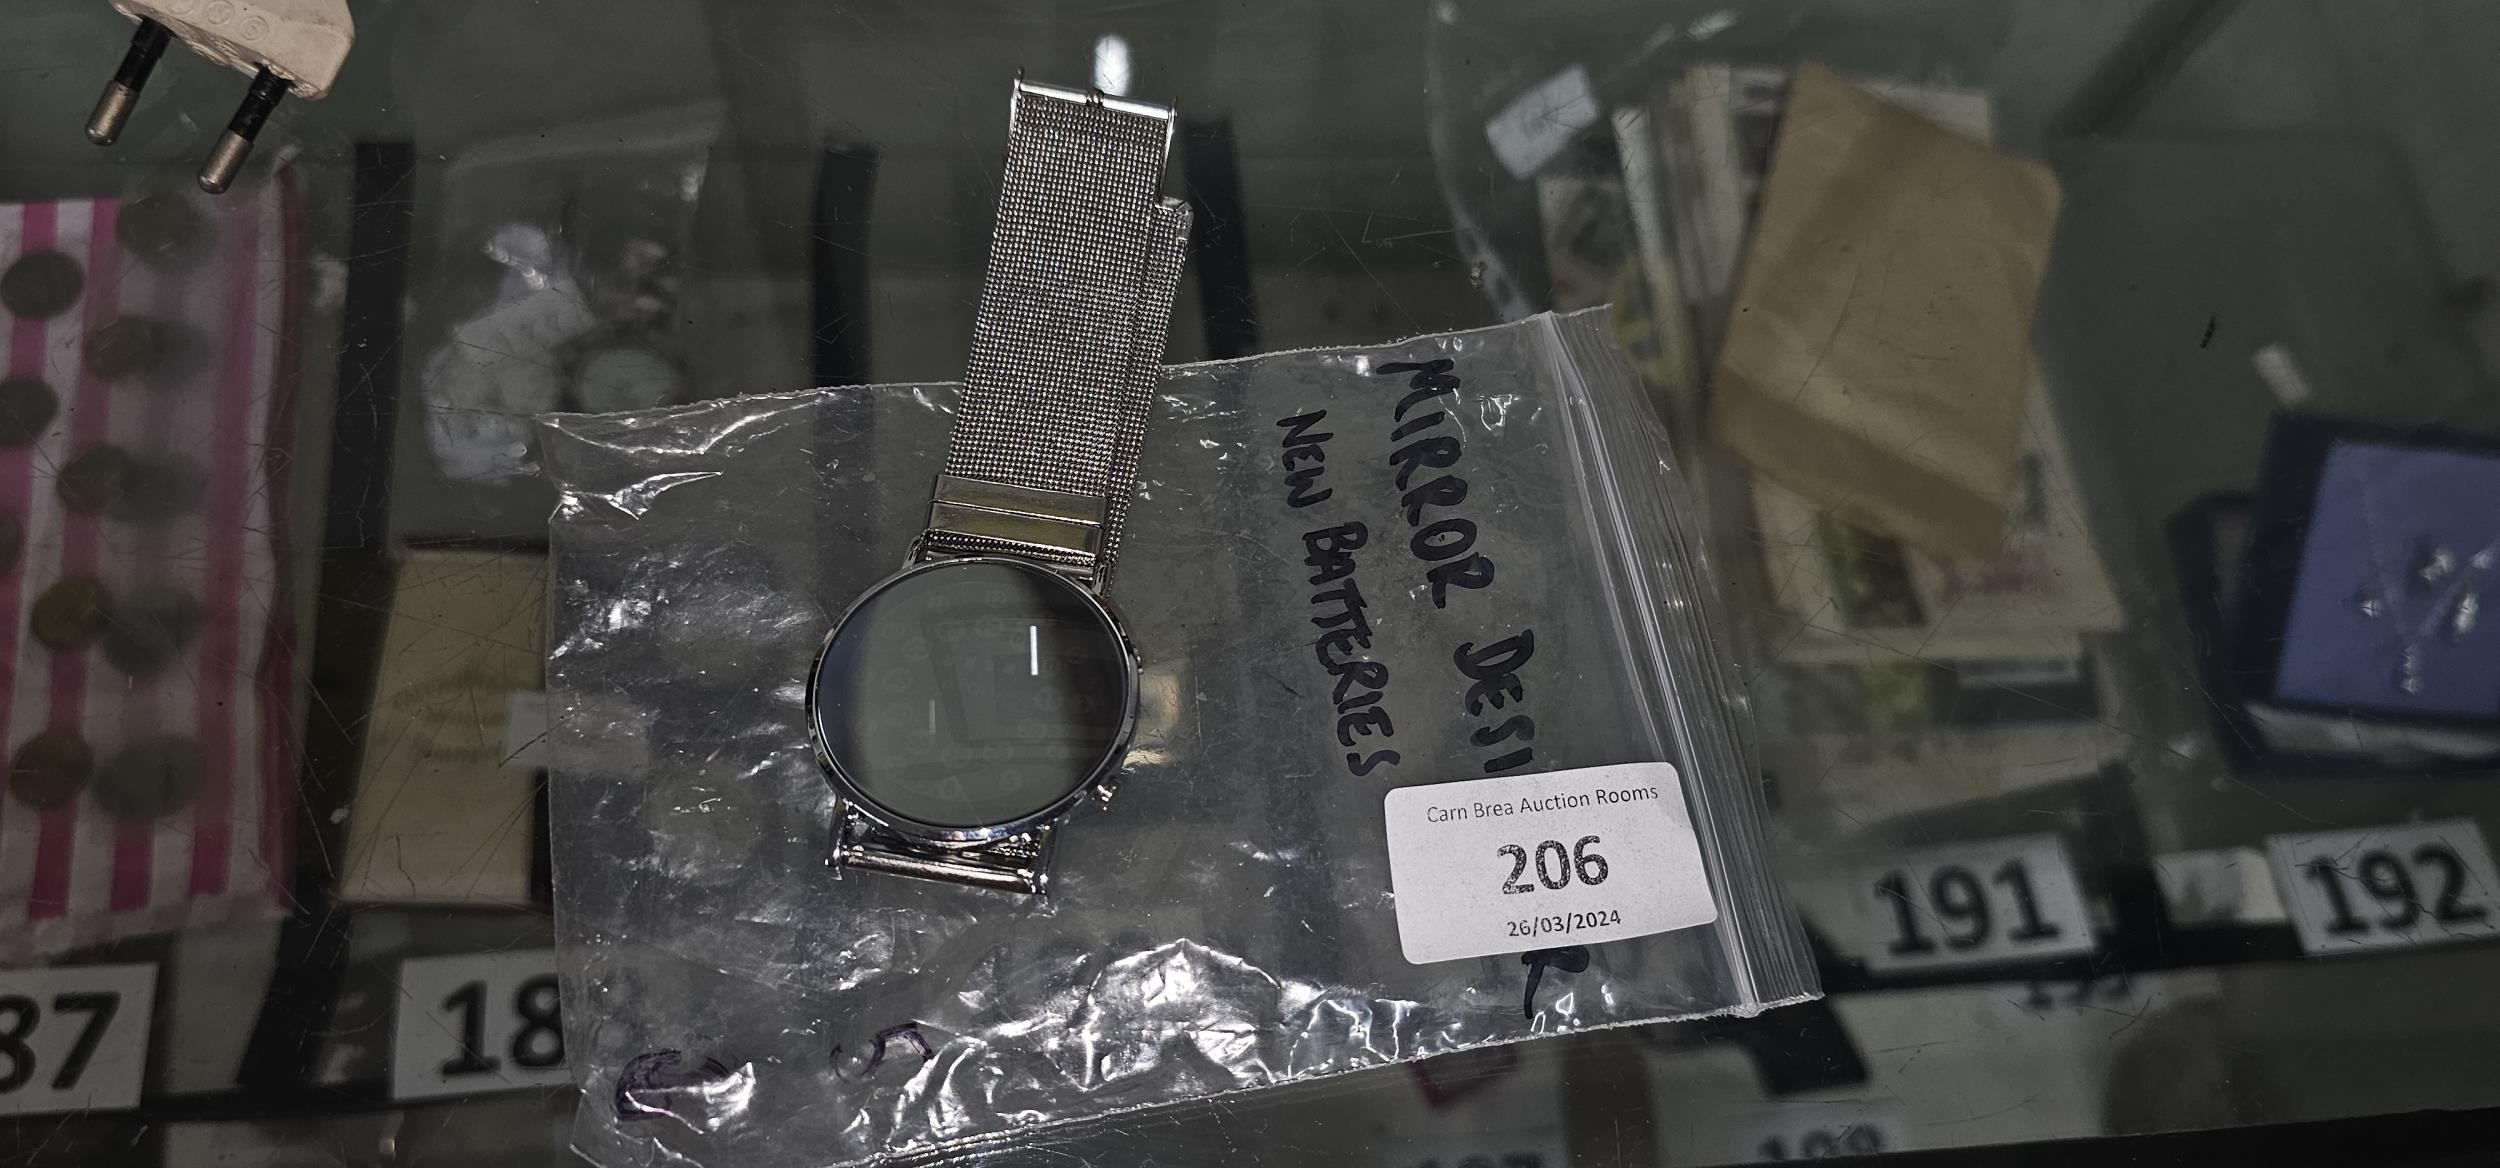 MIRROR DESI R
NEW BATTERIES
Carn Brea Auction Rooms
206
26/03/2024
87
18
191
192